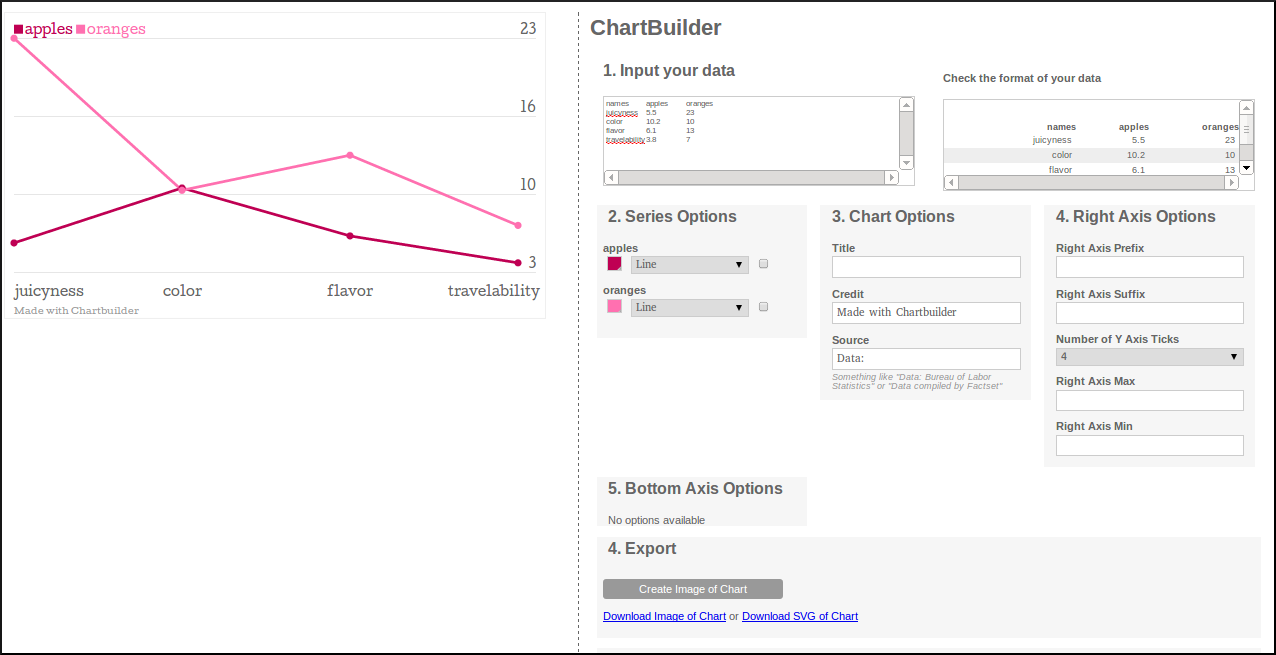 apples oranges
23
16
10
3
juicyness color flavor travelability
Made with Chartbuilder
ChartBuilder
1. Input your data
names apples oranges
juicyness 5.5 23
color 10.2 10
flavor 6.1 13
travelability 3.8 7
Check the format of your data
names apples oranges
juicyness 5.5 23
color 10.2 10
flavor 6.1 13
2. Series Options
apples
Line
oranges
Line
3. Chart Options
Title
Credit
Made with Chartbuilder
Source
Data:
Something like "Data: Bureau of Labor
Statistics" or "Data compiled by Factset"
4. Right Axis Options
Right Axis Prefix
Right Axis Suffix
Number of Y Axis Ticks
4
Right Axis Max
Right Axis Min
5. Bottom Axis Options
No options available
4. Export
Create Image of Chart
Download Image of Chart or Download SVG of Chart